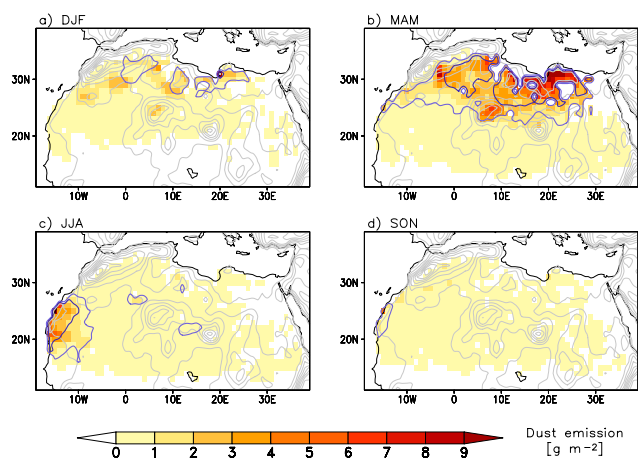 a) DJF
b) MAM
30N
20N
30N
20N
10W 0 10E 20E 30E
10W 0 10E 20E 30E
c) JJA
d) SON
30N
20N
30N
20N
10W 0 10E 20E 30E
10W 0 10E 20E 30E
0 1 2 3 4 5 6 7 8 9
Dust emission
[g m⁻²]